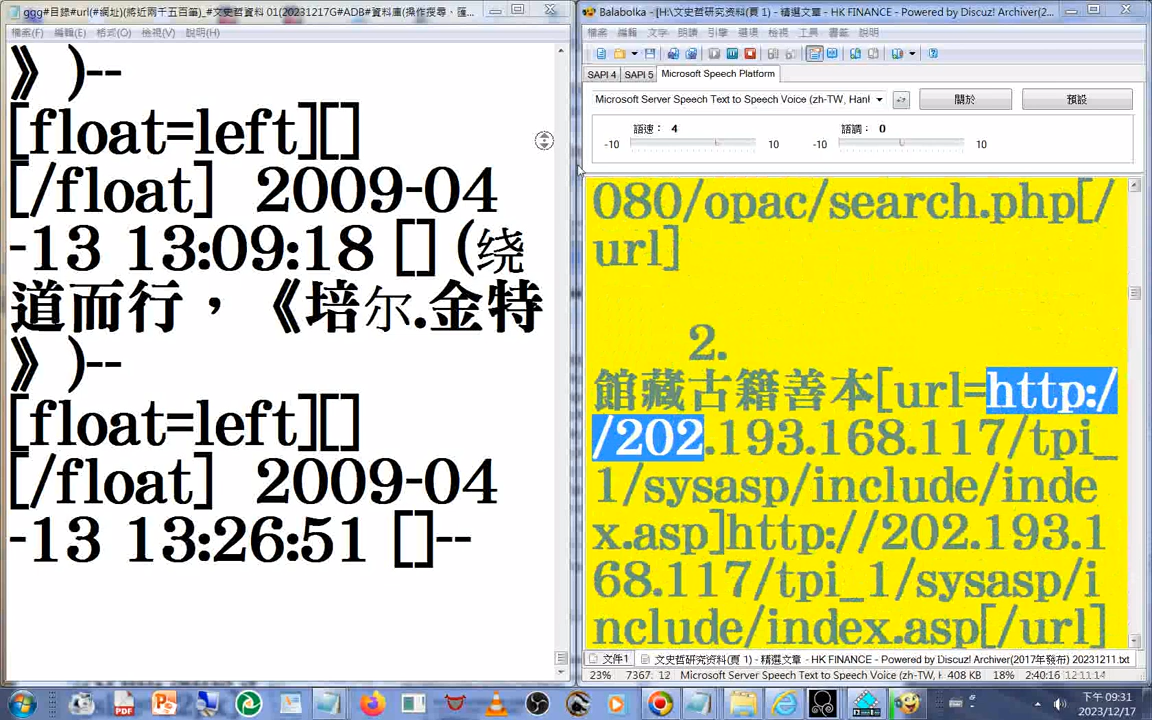 ggg#目錄#url(#網址)(將近兩千五百筆)_#文史哲資料 01(20231217G#ADB#資料庫(操作搜尋、匯...
檔案(F) 編輯(E) 格式(O) 檢視(V) 說明(H)
》 )--
[float=left][]
[/float] 2009-04
-13 13:09:18 [] (绕
道而行，《培尔.金特
》 )--
[float=left][]
[/float] 2009-04
-13 13:26:51 []--
Balabolka - [H:\文史哲研究资料(頁 1) - 精選文章 - HK FINANCE - Powered by Discuz! Archiver(2...
檔案 編輯 文字 朗讀 引擎 選項 檢視 工具 書籤 說明
SAPI 4 SAPI 5 Microsoft Speech Platform
Microsoft Server Speech Text to Speech Voice (zh-TW, Hanl
關於 預設
語速： 4 語調： 0
-10 10 -10 10
080/opac/search.php[/
url]
2.
館藏古籍善本[url=http:/
/202.193.168.117/tpi_
1/sysasp/include/inde
x.asp]http://202.193.1
68.117/tpi_1/sysasp/i
nclude/index.asp[/url]
文件1 文史哲研究资料(頁 1) - 精選文章 - HK FINANCE - Powered by Discuz! Archiver(2017年發布) 20231211.txt
23% 7367: 12 Microsoft Server Speech Text to Speech Voice (zh-TW, 408 KB 18% 2:40:16 12:11:14
PDF
下午 09:31
2023/12/17